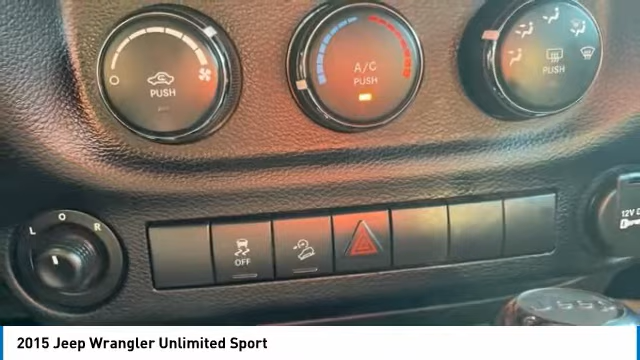 A/C
PUSH
PUSH
PUSH
L O R
OFF
12V
2015 Jeep Wrangler Unlimited Sport